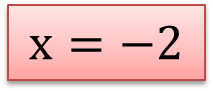 x = −2